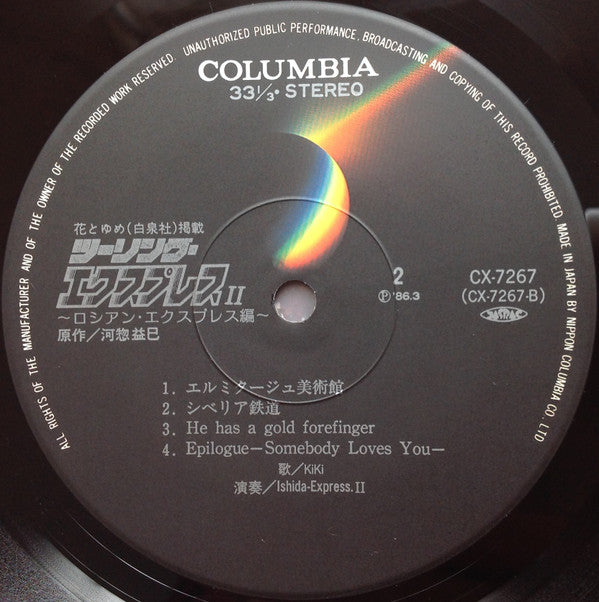 ALL RIGHTS OF THE MANUFACTURER AND OF THE OWNER OF THE RECORDED WORK RESERVED. UNAUTHORIZED PUBLIC PERFORMANCE, BROADCASTING AND COPYING OF THIS RECORD PROHIBITED. MADE IN JAPAN BY NIPPON COLUMBIA CO., LTD
COLUMBIA
33 1/3・STEREO
花とゆめ(白泉社)掲載
ツーリング・
エクスプレスII
〜ロシアン・エクスプレス編〜
原作/河惣益巳
2
Ⓟ'86.3
CX-7267
(CX-7267-B)
1. エルミタージュ美術館
2. シベリア鉄道
3. He has a gold forefinger
4. Epilogue−Somebody Loves You−
歌/KiKi
演奏/Ishida-Express.II